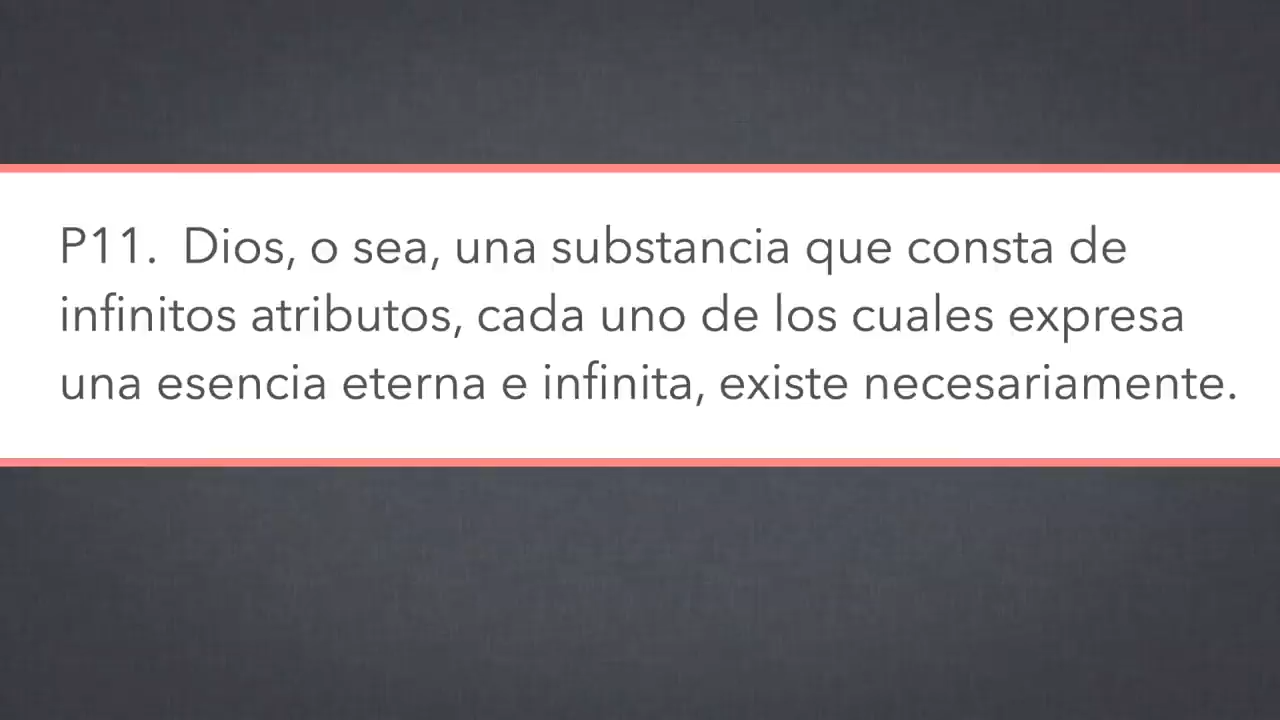 P11. Dios, o sea, una substancia que consta de
infinitos atributos, cada uno de los cuales expresa
una esencia eterna e infinita, existe necesariamente.